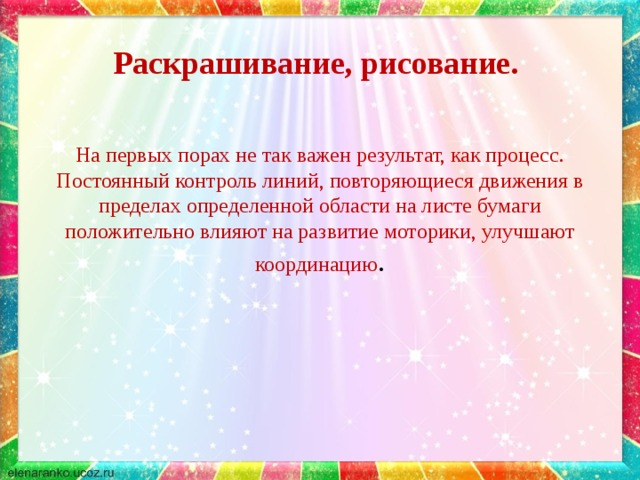 Раскрашивание, рисование.
На первых порах не так важен результат, как процесс.
Постоянный контроль линий, повторяющиеся движения в
пределах определенной области на листе бумаги
положительно влияют на развитие моторики, улучшают
координацию.
elenaranko.ucoz.ru